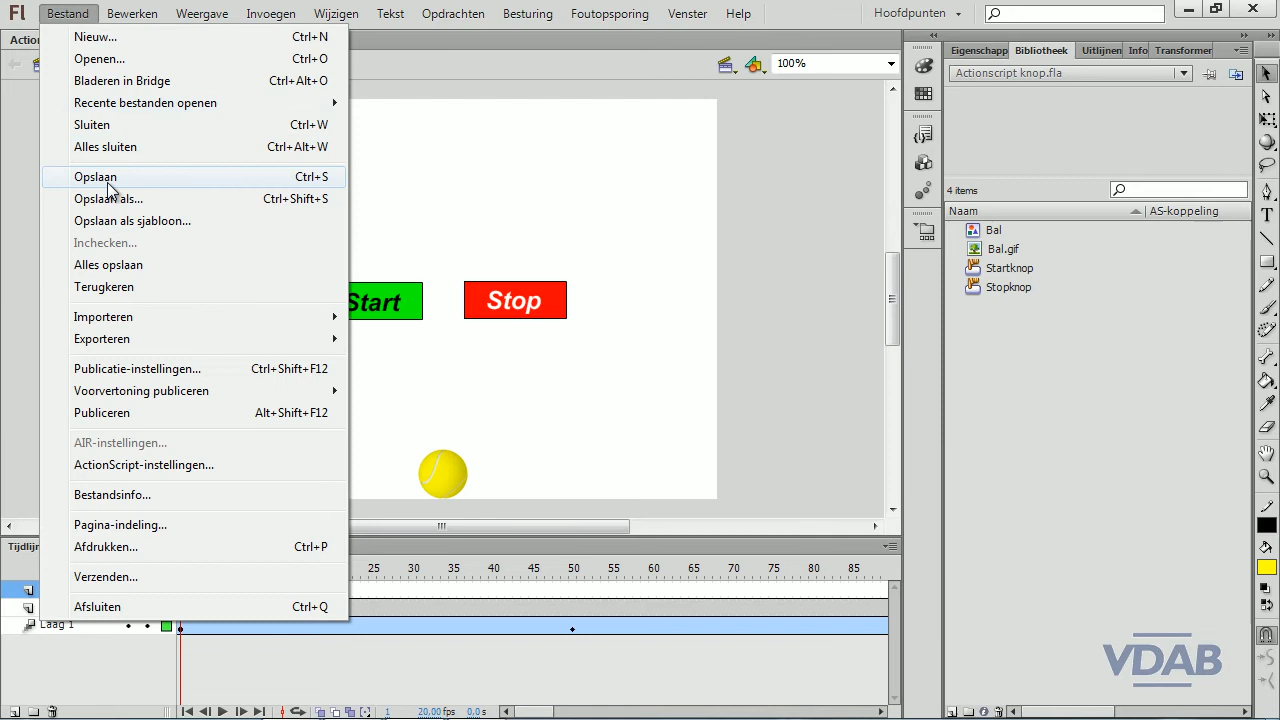 Fl Bestand Bewerken Weergave Invoegen Wijzigen Tekst Opdrachten Besturing Foutopsporing Venster Help Hoofdpunten
Action
Nieuw... Ctrl+N
Openen... Ctrl+O
Bladeren in Bridge Ctrl+Alt+O
Recente bestanden openen
Sluiten Ctrl+W
Alles sluiten Ctrl+Alt+W
Opslaan Ctrl+S
Opslaan als... Ctrl+Shift+S
Opslaan als sjabloon...
Inchecken...
Alles opslaan
Terugkeren
Importeren
Exporteren
Publicatie-instellingen... Ctrl+Shift+F12
Voorvertoning publiceren
Publiceren Alt+Shift+F12
AIR-instellingen...
ActionScript-instellingen...
Bestandsinfo...
Pagina-indeling...
Afdrukken... Ctrl+P
Verzenden...
Afsluiten Ctrl+Q
100%
Start
Stop
Eigenschapp Bibliotheek Uitlijnen Info Transformer
Actionscript knop.fla
4 items
Naam AS-koppeling
Bal
Bal.gif
Startknop
Stopknop
Tijdlijn
25 30 35 40 45 50 55 60 65 70 75 80 85
Laag 1
1 20,00 fps 0,0 s
VDAB